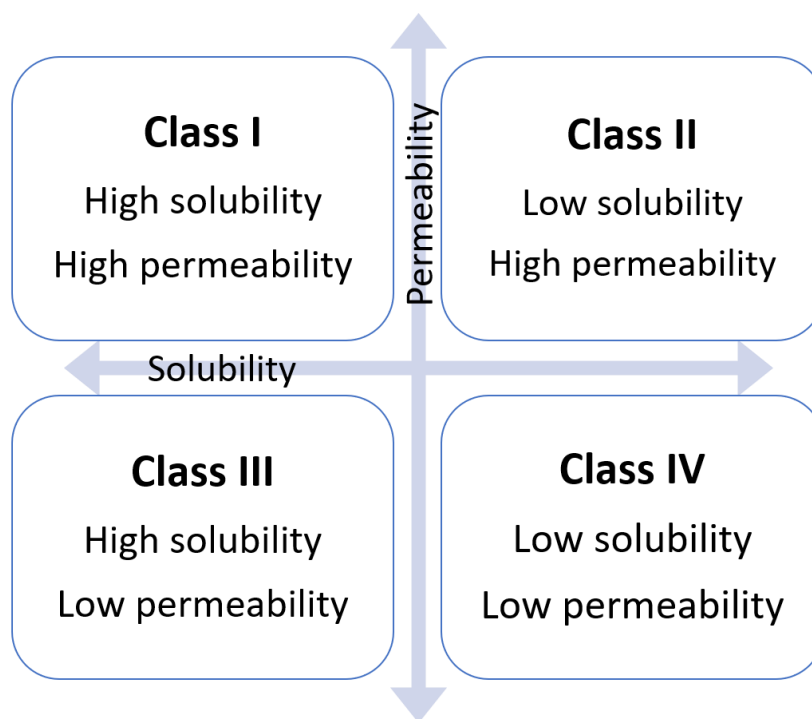 Class I
High solubility
High permeability
Permeability
Class II
Low solubility
High permeability
Solubility
Class III
High solubility
Low permeability
Class IV
Low solubility
Low permeability